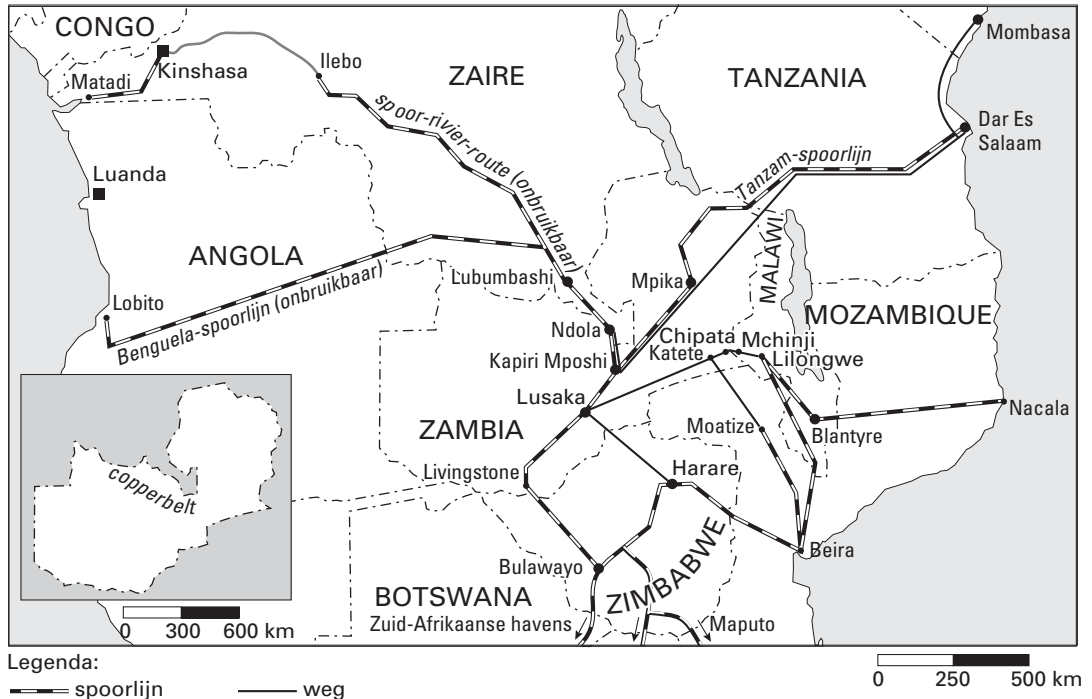 CONGO
Kinshasa
Matadi
Ilebo
ZAIRE
TANZANIA
Mombasa
Dar Es
Salaam
spoor-rivier-route (onbruikbaar)
Tanzam-spoorlijn
Luanda
ANGOLA
Lubumbashi
Mpika
MALAWI
MOZAMBIQUE
Lobito
Benguela-spoorlijn (onbruikbaar)
Ndola
Chipata
Mchinji
Kapiri Mposhi
Katete
Lilongwe
Lusaka
Nacala
ZAMBIA
Moatize
Blantyre
copperbelt
Livingstone
Harare
Beira
Bulawayo
ZIMBABWE
BOTSWANA
Zuid-Afrikaanse havens
Maputo
0 300 600 km
Legenda:
spoorlijn
weg
0 250 500 km